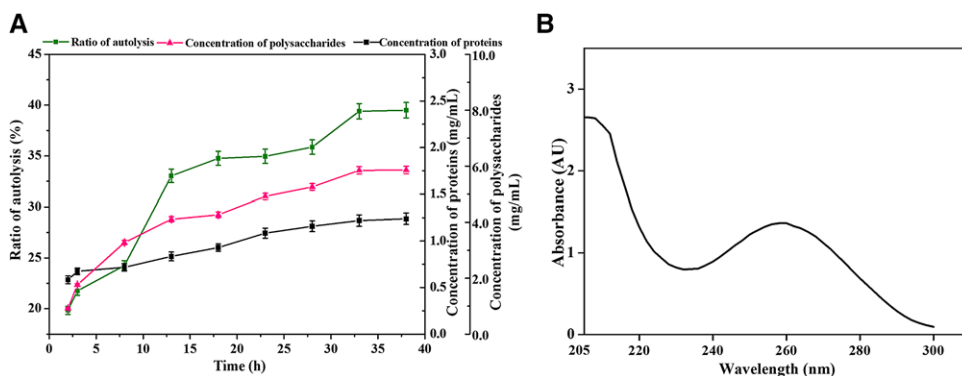 A
Ratio of autolysis Concentration of polysaccharides Concentration of proteins
45
40
35
30
25
20
Ratio of autolysis (%)
0 5 10 15 20 25 30 35 40
Time (h)
3.0
2.5
2.0
1.5
1.0
0.5
0.0
Concentration of proteins (mg/mL)
10.0
8.0
6.0
4.0
2.0
0.0
Concentration of polysaccharides
(mg/mL)
B
3
2
1
0
Absorbance (AU)
205 220 240 260 280 300
Wavelength (nm)